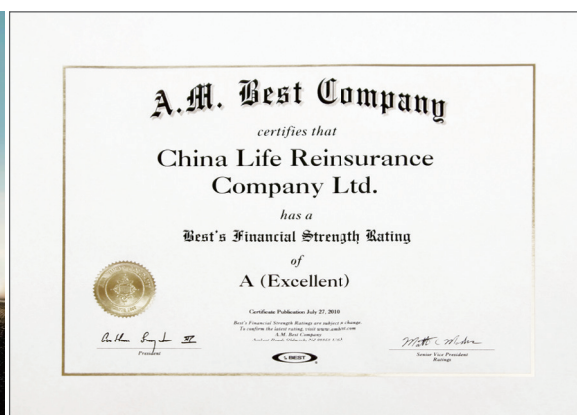 A.M. Best Company
certifies that
China Life Reinsurance
Company Ltd.
has a
Best's Financial Strength Rating
of
A (Excellent)
Certificate Publication July 27, 2010
Best's Financial Strength Ratings are subject to change.
To confirm the latest rating, visit www.ambest.com
A.M. Best Company
President
Senior Vice President
Ratings
BEST